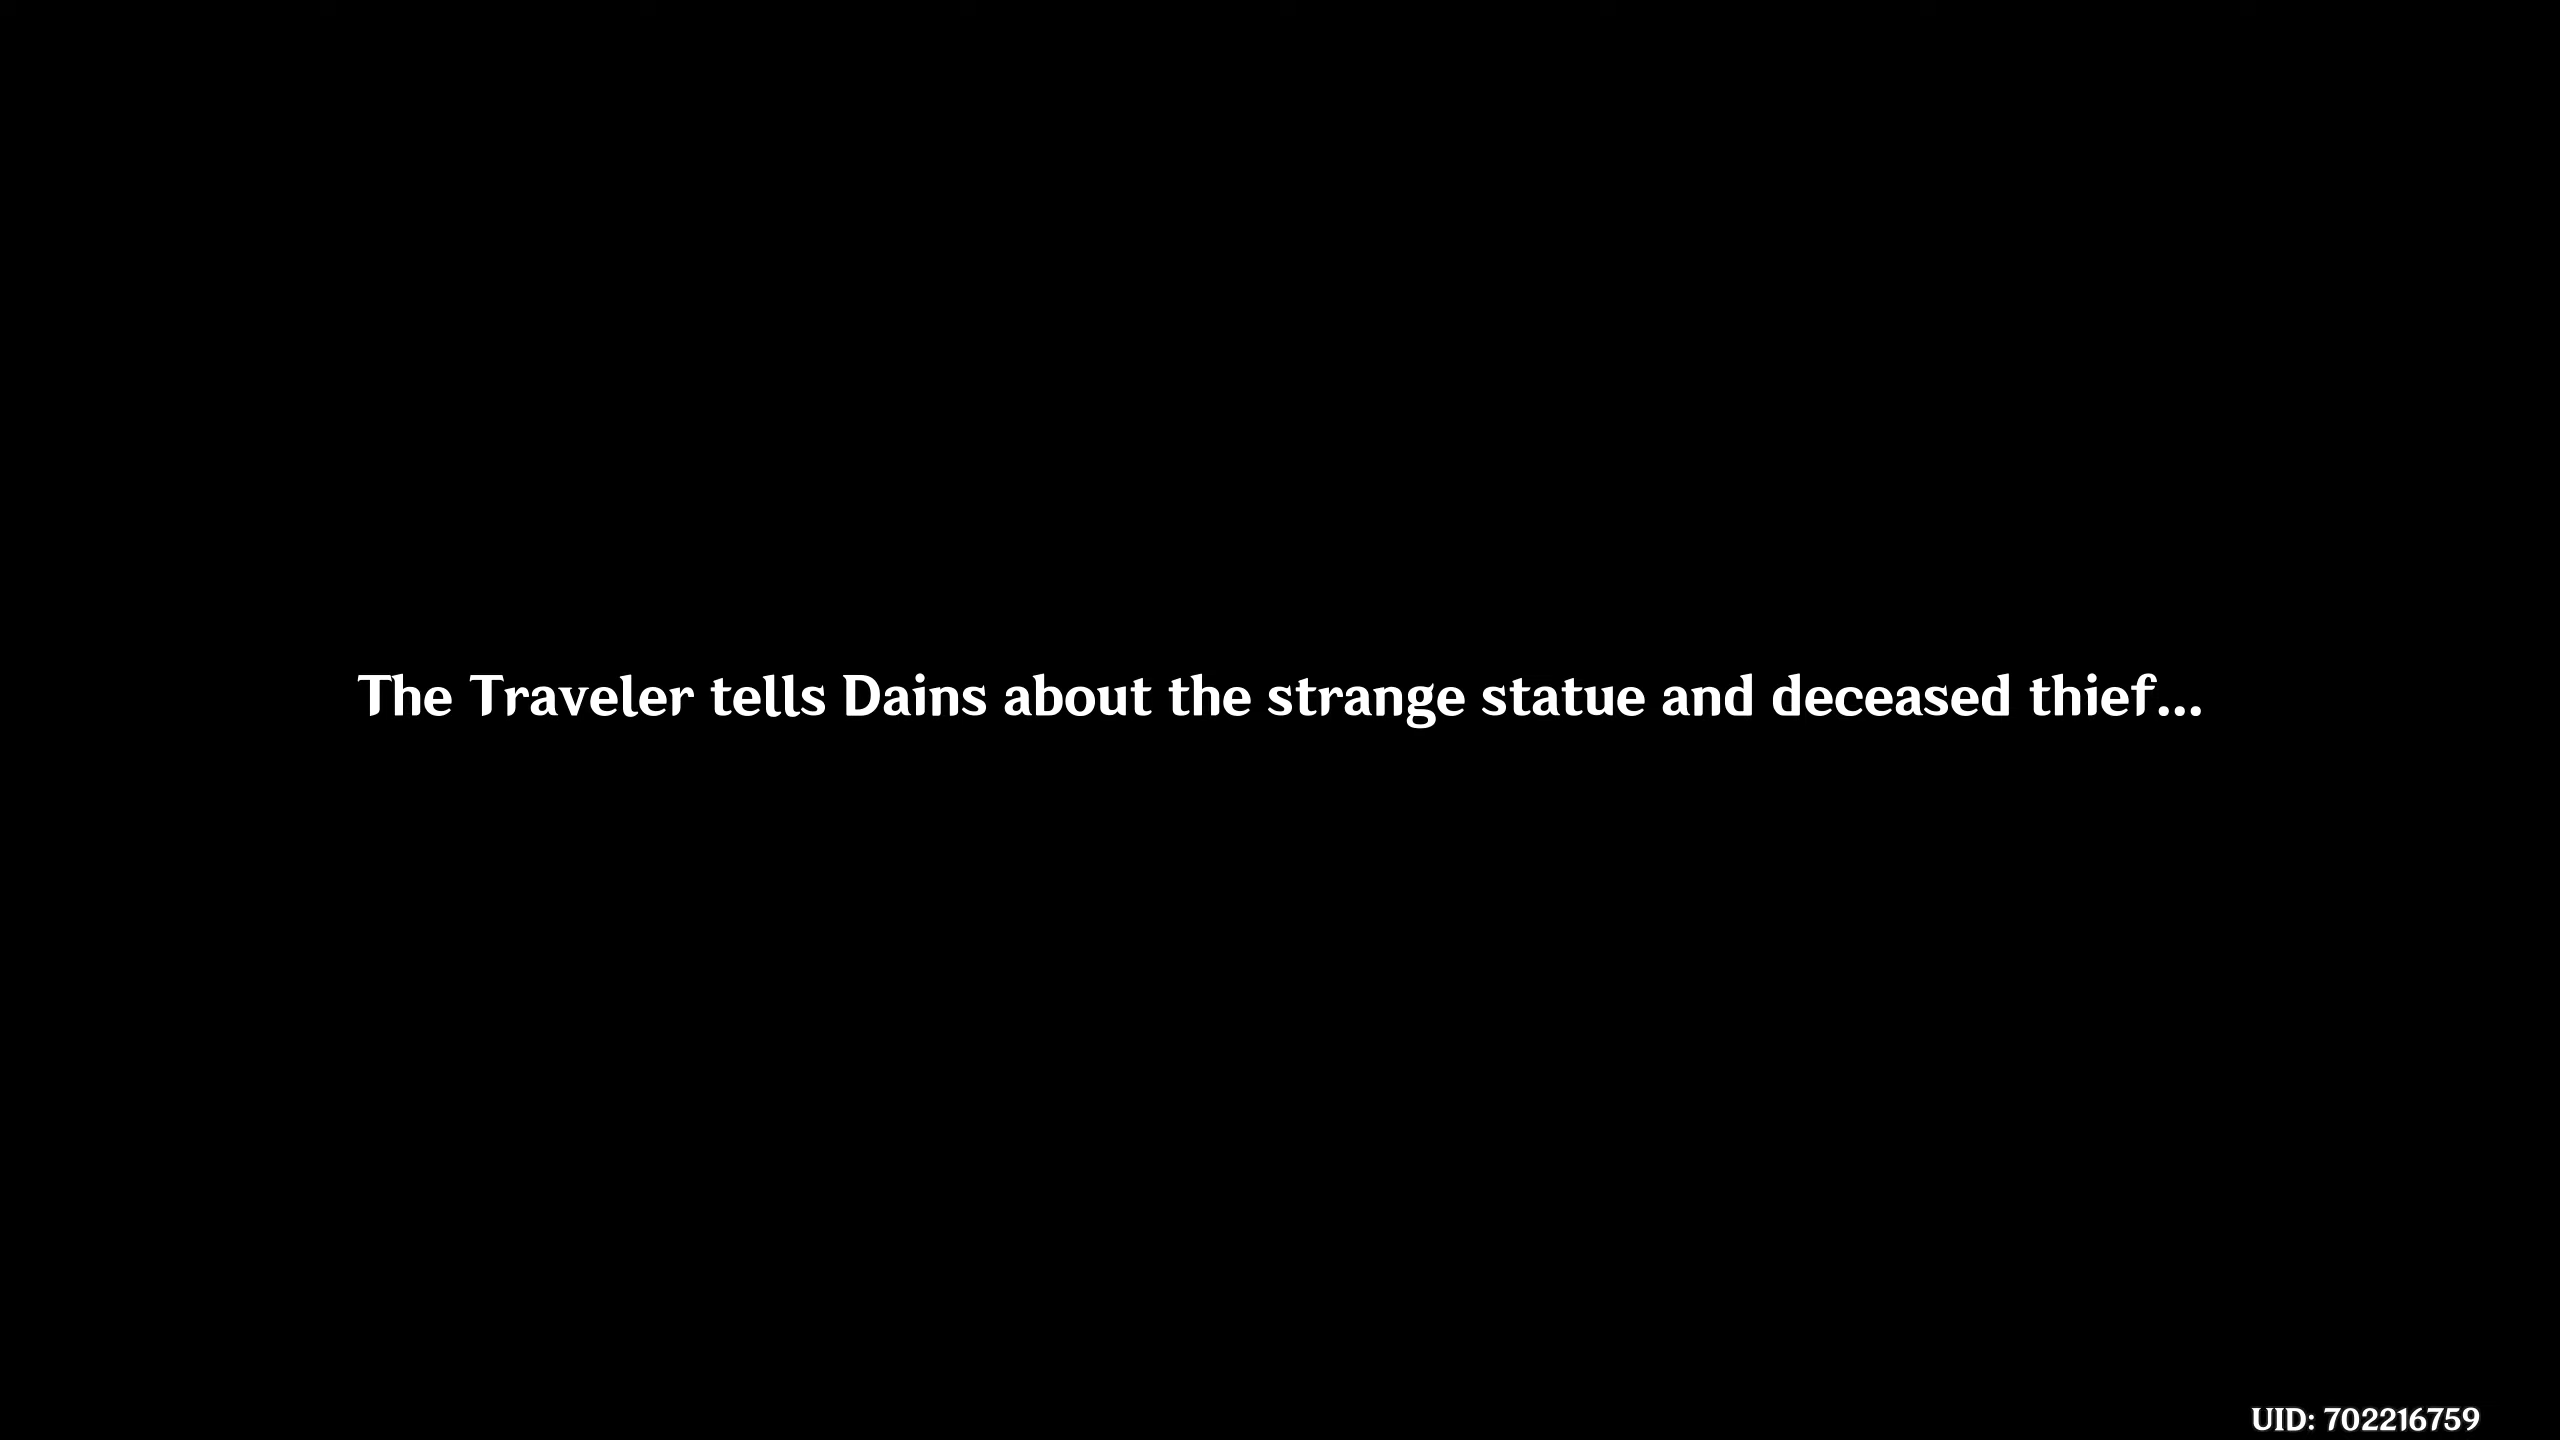 The Traveler tells Dains about the strange statue and deceased thief...
UID: 702216759